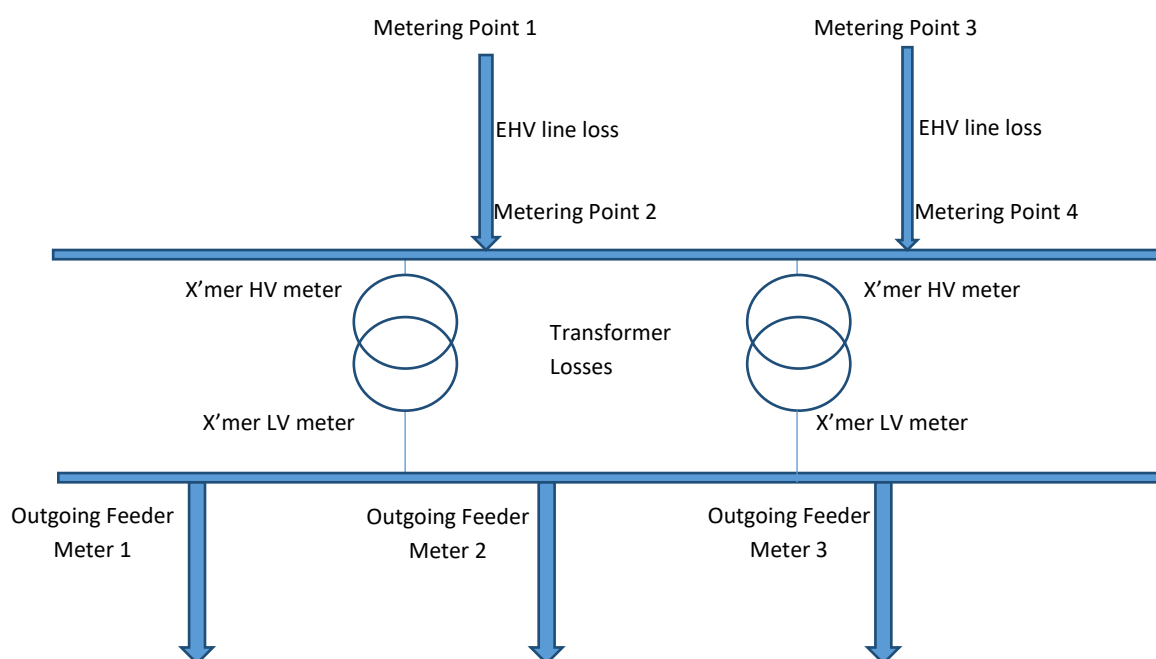 Metering Point 1
Metering Point 3
EHV line loss
EHV line loss
Metering Point 2
Metering Point 4
X’mer HV meter
X’mer HV meter
Transformer
Losses
X’mer LV meter
X’mer LV meter
Outgoing Feeder
Meter 1
Outgoing Feeder
Meter 2
Outgoing Feeder
Meter 3